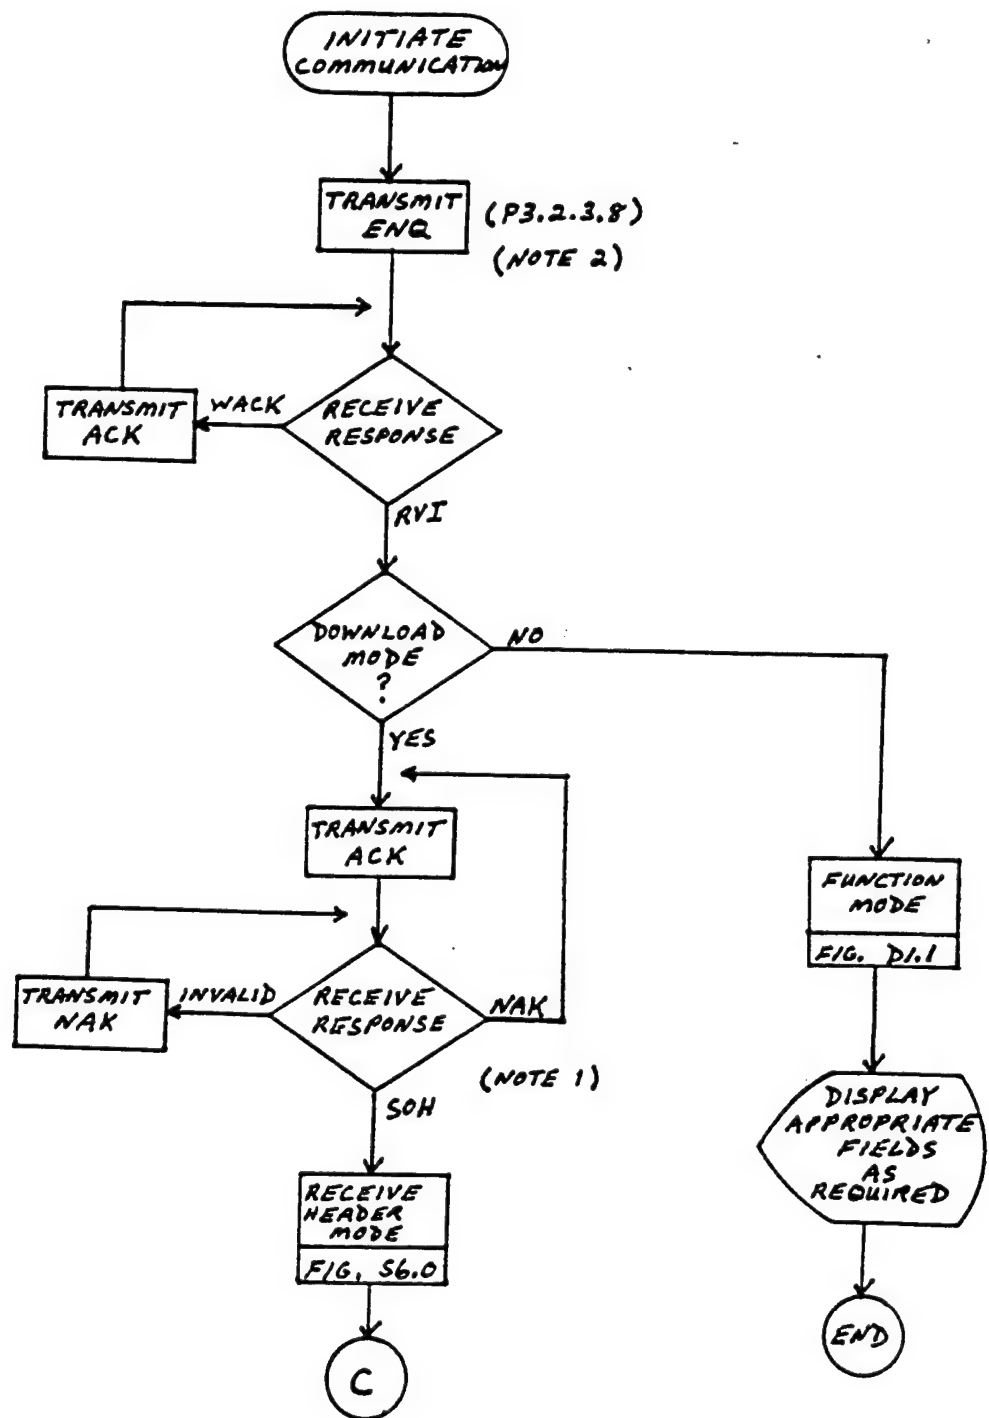 INITIATE
COMMUNICATION
TRANSMIT
ENQ
(P3.2.3.8)
(NOTE 2)
TRANSMIT
ACK
WACK
RECEIVE
RESPONSE
RVI
DOWNLOAD
MODE
?
NO
YES
TRANSMIT
ACK
FUNCTION
MODE
FIG. D1.1
TRANSMIT
NAK
INVALID
RECEIVE
RESPONSE
NAK
(NOTE 1)
SOH
DISPLAY
APPROPRIATE
FIELDS
AS
REQUIRED
RECEIVE
HEADER
MODE
FIG. S6.0
END
C